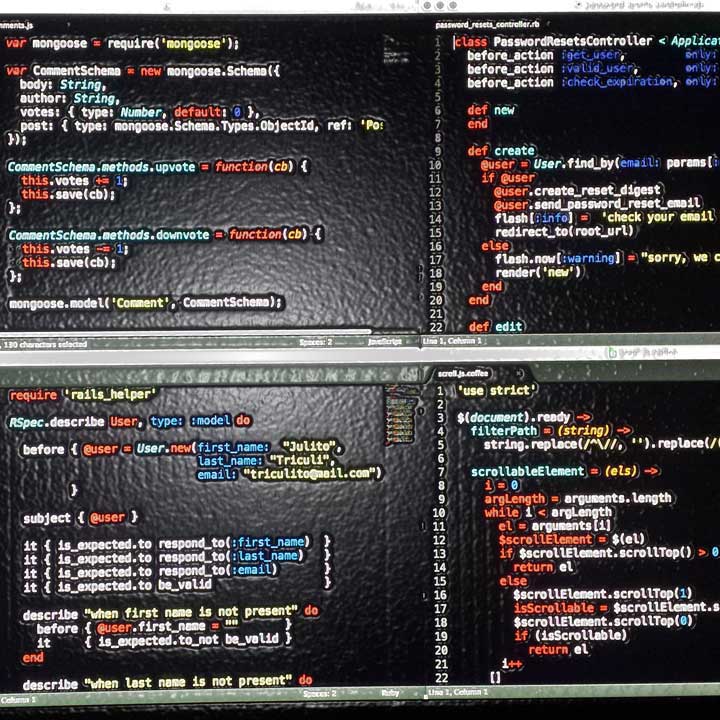 mments.js
var mongoose = require('mongoose');
var CommentSchema = new mongoose.Schema({
body: String,
author: String,
votes: { type: Number, default: 0 },
post: { type: mongoose.Schema.Types.ObjectId, ref: 'Po
});
CommentSchema.methods.upvote = function(cb) {
this.votes += 1;
this.save(cb);
};
CommentSchema.methods.downvote = function(cb) {
this.votes -= 1;
this.save(cb);
};
mongoose.model('Comment', CommentSchema);
, 130 characters selected
Spaces: 2
JavaScript
password_resets_controller.rb
1 class PasswordResetsController < Applicat
2 before_action :get_user, only:
3 before_action :valid_user, only:
4 before_action :check_expiration, only:
5
6 def new
7 end
8
9 def create
10 @user = User.find_by(email: params[:
11 if @user
12 @user.create_reset_digest
13 @user.send_password_reset_email
14 flash[:info] = 'check your email
15 redirect_to(root_url)
16 else
17 flash.now[:warning] = "sorry, we c
18 render('new')
19 end
20 end
21
22 def edit
Line 1, Column 1
require 'rails_helper'
RSpec.describe User, type: :model do
before { @user = User.new(first_name: "Julito",
last_name: "Triculi",
email: "triculito@mail.com")
}
subject { @user }
it { is_expected.to respond_to(:first_name) }
it { is_expected.to respond_to(:last_name) }
it { is_expected.to respond_to(:email) }
it { is_expected.to be_valid }
describe "when first name is not present" do
before { @user.first_name = "" }
it { is_expected.to_not be_valid }
end
describe "when last name is not present" do
Column 1
Spaces: 2
Ruby
scroll.js.coffee
1 'use strict'
2
3 $(document).ready ->
4 filterPath = (string) ->
5 string.replace(/^\//, '').replace(/(
6
7 scrollableElement = (els) ->
8 i = 0
9 argLength = arguments.length
10 while i < argLength
11 el = arguments[i]
12 $scrollElement = $(el)
13 if $scrollElement.scrollTop() > 0
14 return el
15 else
16 $scrollElement.scrollTop(1)
17 isScrollable = $scrollElement.s
18 $scrollElement.scrollTop(0)
19 if (isScrollable)
20 return el
21 i++
22 []
Line 1, Column 1